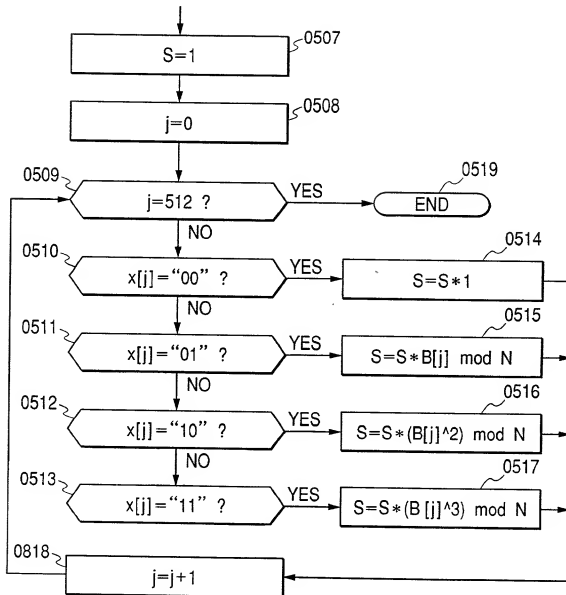 0507
S=1
0508
j=0
0509
j=512 ?
YES
0519
END
NO
0510
x[j]=“00” ?
YES
0514
S=S*1
NO
0511
x[j]=“01” ?
YES
0515
S=S*B[j] mod N
NO
0512
x[j]=“10” ?
YES
0516
S=S*(B[j]^2) mod N
NO
0513
x[j]=“11” ?
YES
0517
S=S*(B[j]^3) mod N
0818
j=j+1